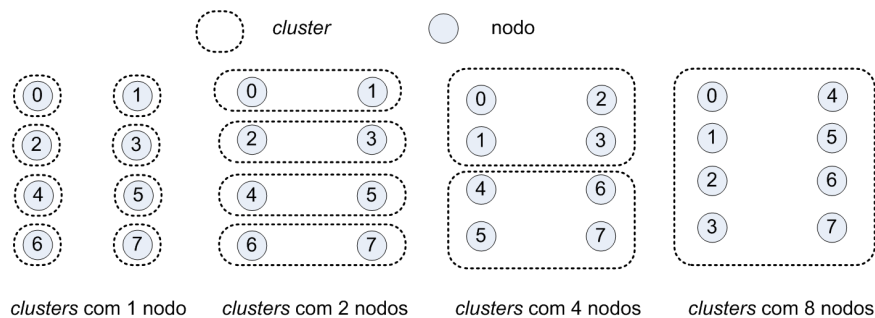 cluster nodo
0 1 0 1 0 2 0 4
2 3 2 3 1 3 1 5
4 5 4 5 4 6 2 6
6 7 6 7 5 7 3 7
clusters com 1 nodo clusters com 2 nodos clusters com 4 nodos clusters com 8 nodos